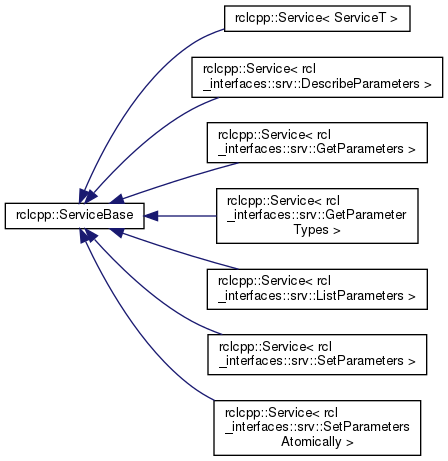 rclcpp::Service< ServiceT >
rclcpp::Service< rcl
_interfaces::srv::DescribeParameters >
rclcpp::Service< rcl
_interfaces::srv::GetParameters >
rclcpp::ServiceBase
rclcpp::Service< rcl
_interfaces::srv::GetParameter
Types >
rclcpp::Service< rcl
_interfaces::srv::ListParameters >
rclcpp::Service< rcl
_interfaces::srv::SetParameters >
rclcpp::Service< rcl
_interfaces::srv::SetParameters
Atomically >